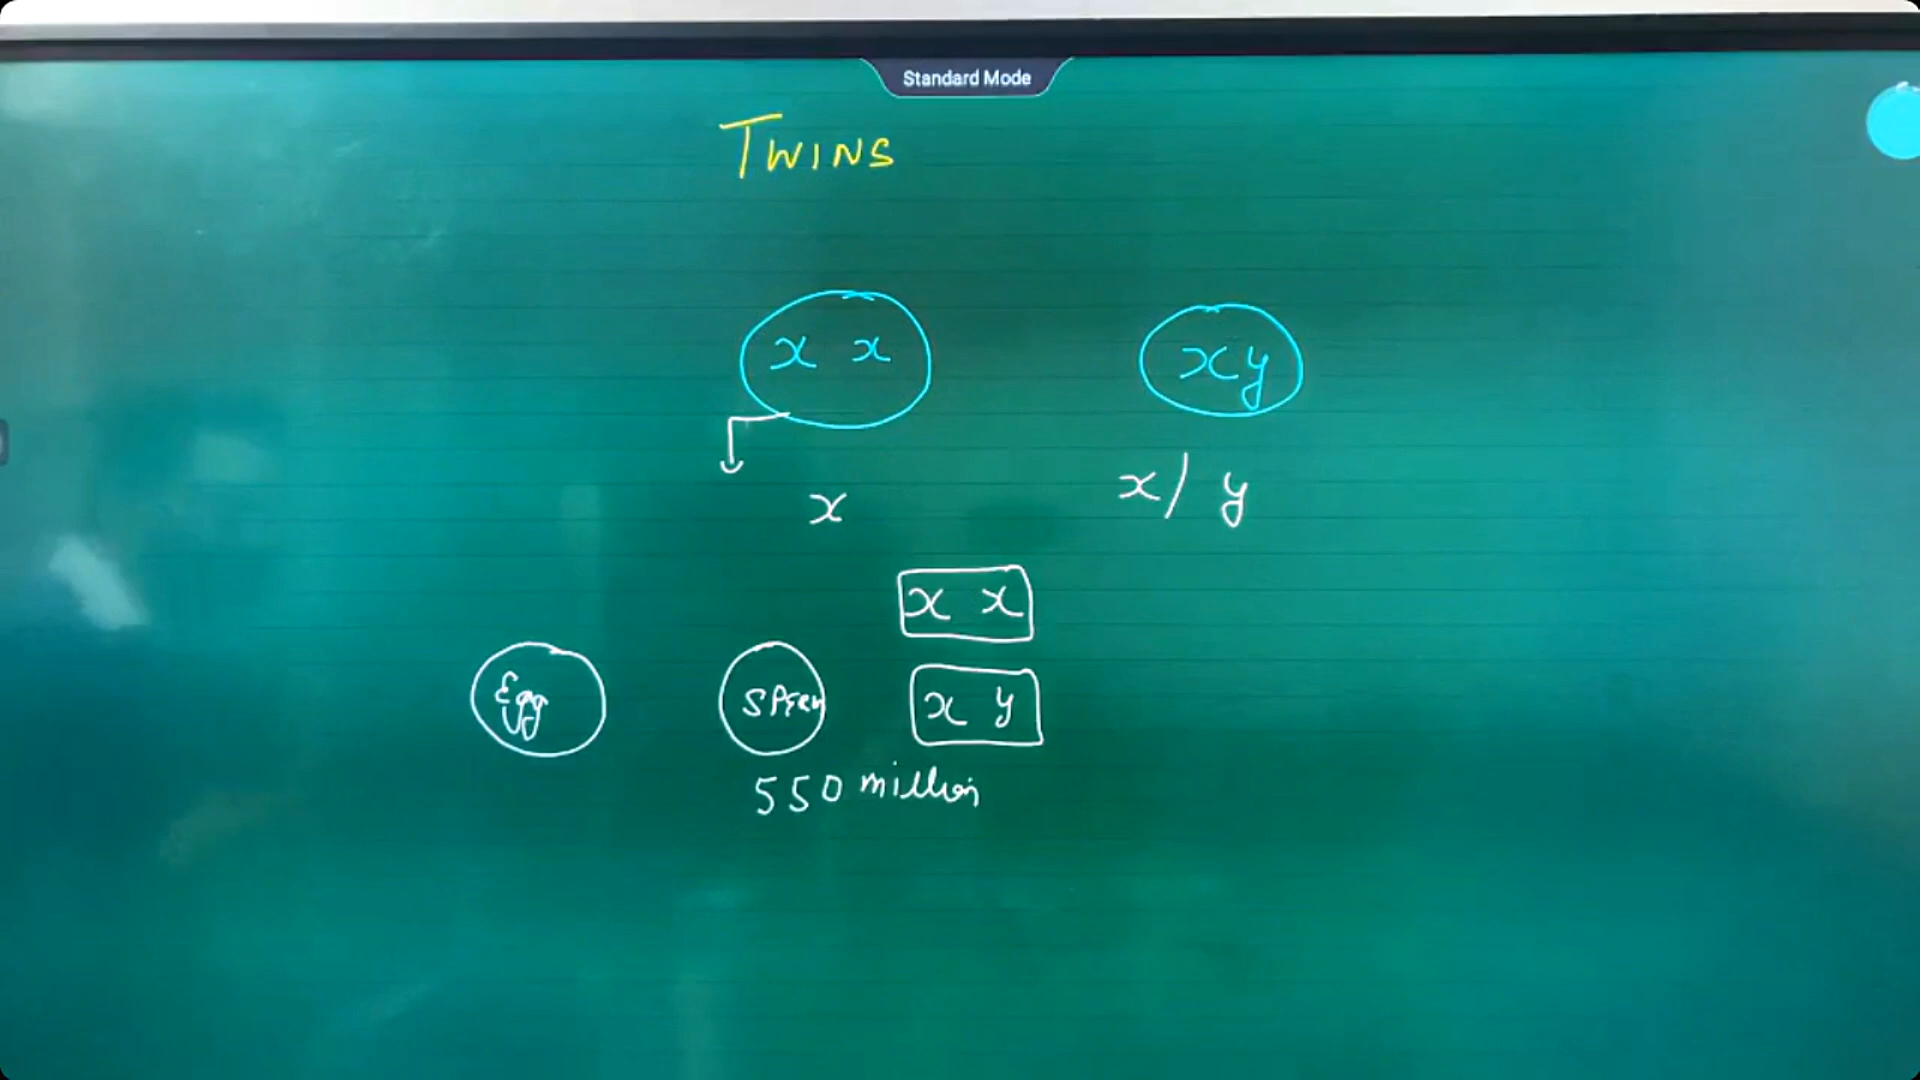 Standard Mode
TWINS
x x
xy
x
x/ y
x x
Egg
x y
550 million